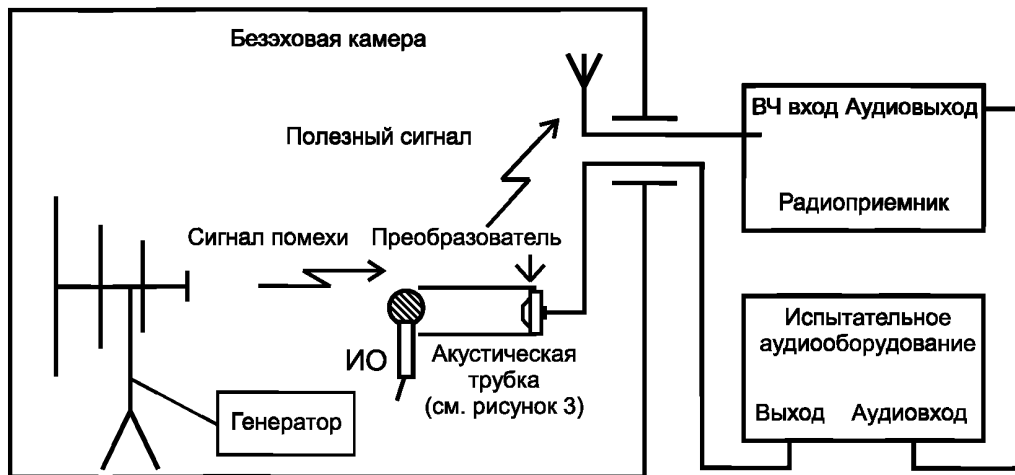 Безэховая камера
ВЧ вход Аудиовыход
Полезный сигнал
Радиоприемник
Сигнал помехи
Преобразователь
Испытательное
аудиооборудование
ИО
Акустическая
трубка
(см. рисунок 3)
Генератор
Выход
Аудиовход